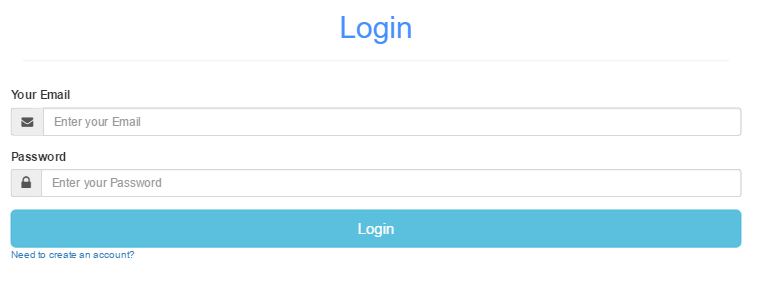 Login
Your Email
Enter your Email
Password
Enter your Password
Login
Need to create an account?